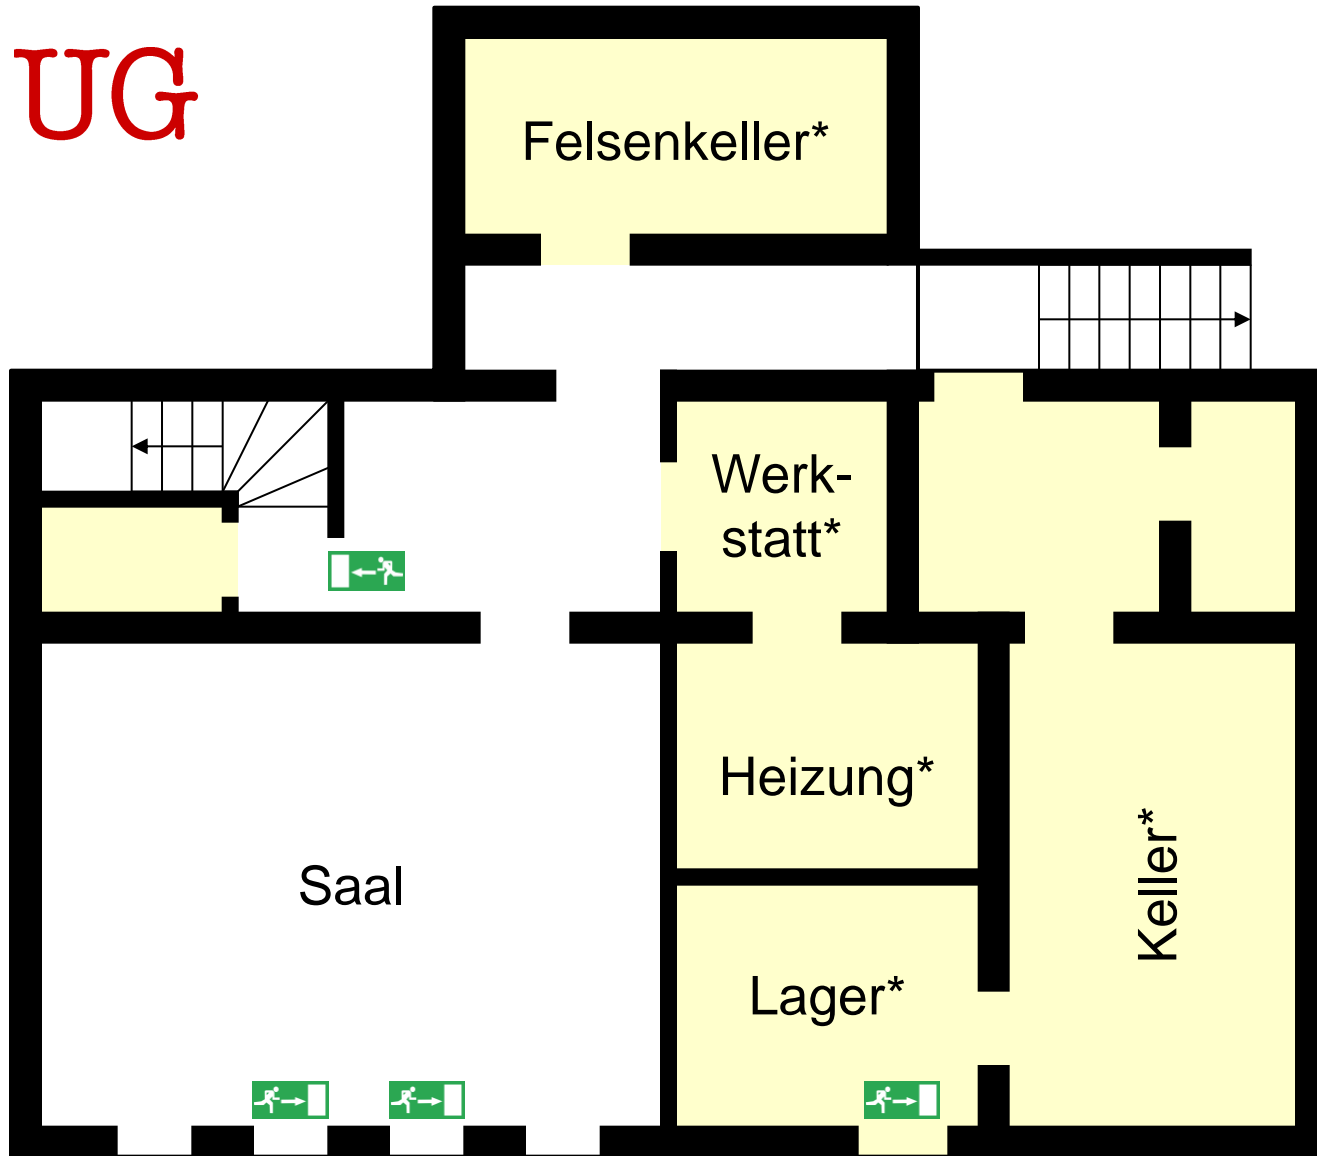 UG
Felsenkeller*
Werk-
statt*
Heizung*
Saal
Keller*
Lager*